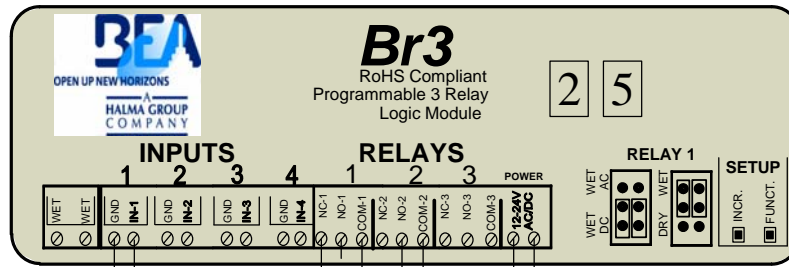 BEA
OPEN UP NEW HORIZONS
A
HALMA GROUP
COMPANY
Br3
RoHS Compliant
Programmable 3 Relay
Logic Module
2 5
INPUTS RELAYS
1 2 3 4 1 2 3 POWER
WET WET GND IN-1 GND IN-2 GND IN-3 GND IN-4 NC-1 NO-1 COM-1 NC-2 NO-2 COM-2 NC-3 NO-3 COM-3 12-24V AC/DC
RELAY 1
WET AC
WET DC
WET
DRY
SETUP
INCR.
FUNCT.